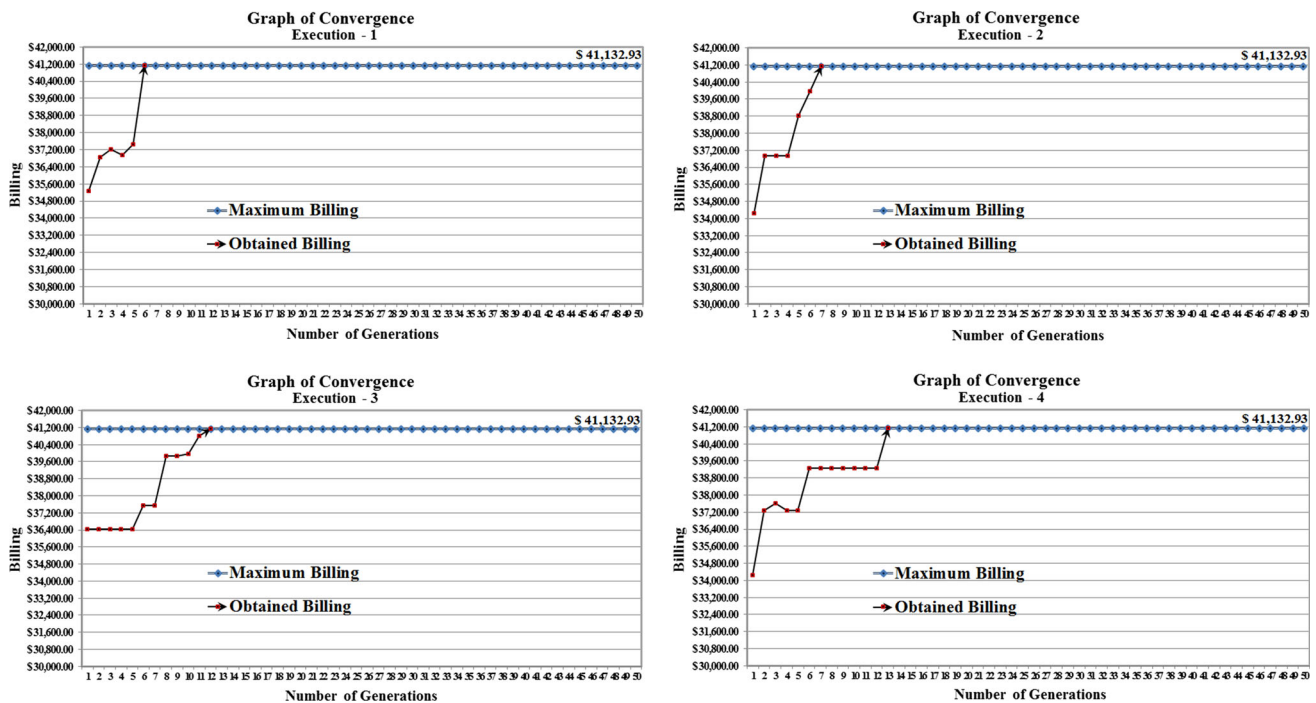 Graph of Convergence
Execution - 1
$ 41,132.93
$42,000.00
$41,200.00
$40,400.00
$39,600.00
$38,800.00
$38,000.00
$37,200.00
$36,400.00
$35,600.00
$34,800.00
$34,000.00
$33,200.00
$32,400.00
$31,600.00
$30,800.00
$30,000.00
Billing
Maximum Billing
Obtained Billing
1 2 3 4 5 6 7 8 9 10 11 12 13 14 15 16 17 18 19 20 21 22 23 24 25 26 27 28 29 30 31 32 33 34 35 36 37 38 39 40 41 42 43 44 45 46 47 48 49 50
Number of Generations
Graph of Convergence
Execution - 2
$ 41,132.93
$42,000.00
$41,200.00
$40,400.00
$39,600.00
$38,800.00
$38,000.00
$37,200.00
$36,400.00
$35,600.00
$34,800.00
$34,000.00
$33,200.00
$32,400.00
$31,600.00
$30,800.00
$30,000.00
Billing
Maximum Billing
Obtained Billing
1 2 3 4 5 6 7 8 9 10 11 12 13 14 15 16 17 18 19 20 21 22 23 24 25 26 27 28 29 30 31 32 33 34 35 36 37 38 39 40 41 42 43 44 45 46 47 48 49 50
Number of Generations
Graph of Convergence
Execution - 3
$ 41,132.93
$42,000.00
$41,200.00
$40,400.00
$39,600.00
$38,800.00
$38,000.00
$37,200.00
$36,400.00
$35,600.00
$34,800.00
$34,000.00
$33,200.00
$32,400.00
$31,600.00
$30,800.00
$30,000.00
Billing
Maximum Billing
Obtained Billing
1 2 3 4 5 6 7 8 9 10 11 12 13 14 15 16 17 18 19 20 21 22 23 24 25 26 27 28 29 30 31 32 33 34 35 36 37 38 39 40 41 42 43 44 45 46 47 48 49 50
Number of Generations
Graph of Convergence
Execution - 4
$ 41,132.93
$42,000.00
$41,200.00
$40,400.00
$39,600.00
$38,800.00
$38,000.00
$37,200.00
$36,400.00
$35,600.00
$34,800.00
$34,000.00
$33,200.00
$32,400.00
$31,600.00
$30,800.00
$30,000.00
Billing
Maximum Billing
Obtained Billing
1 2 3 4 5 6 7 8 9 10 11 12 13 14 15 16 17 18 19 20 21 22 23 24 25 26 27 28 29 30 31 32 33 34 35 36 37 38 39 40 41 42 43 44 45 46 47 48 49 50
Number of Generations